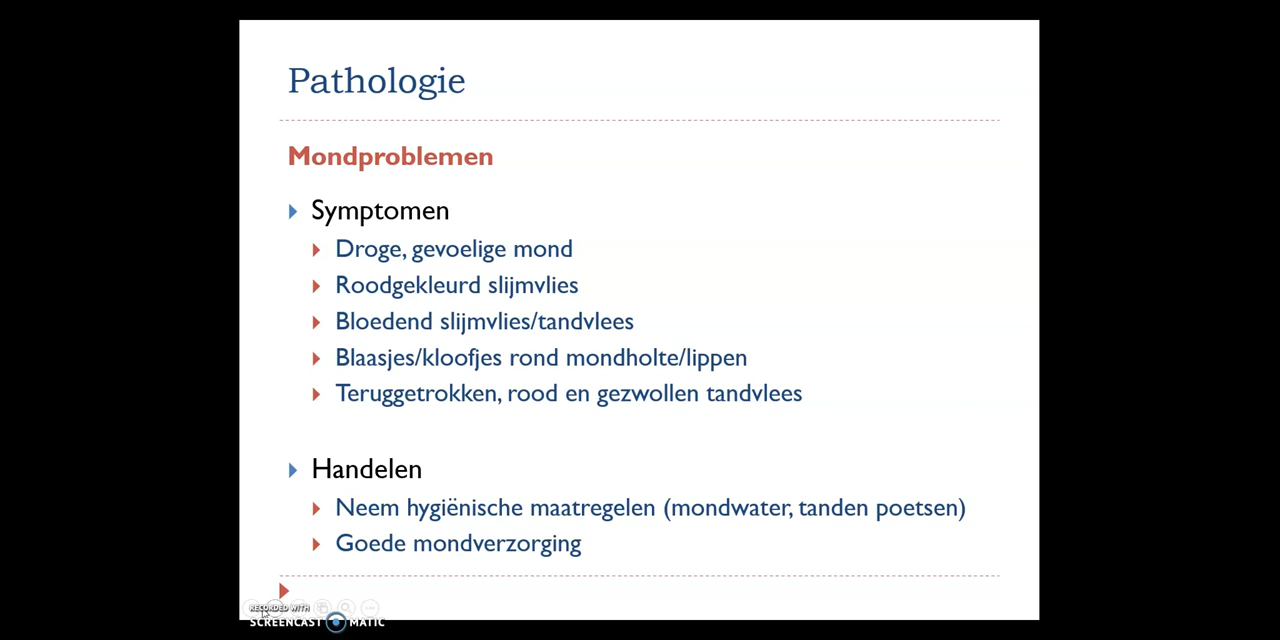 Pathologie
Mondproblemen
Symptomen
Droge, gevoelige mond
Roodgekleurd slijmvlies
Bloedend slijmvlies/tandvlees
Blaasjes/kloofjes rond mondholte/lippen
Teruggetrokken, rood en gezwollen tandvlees
Handelen
Neem hygiënische maatregelen (mondwater, tanden poetsen)
Goede mondverzorging
RECORDED WITH
SCREENCAST MATIC